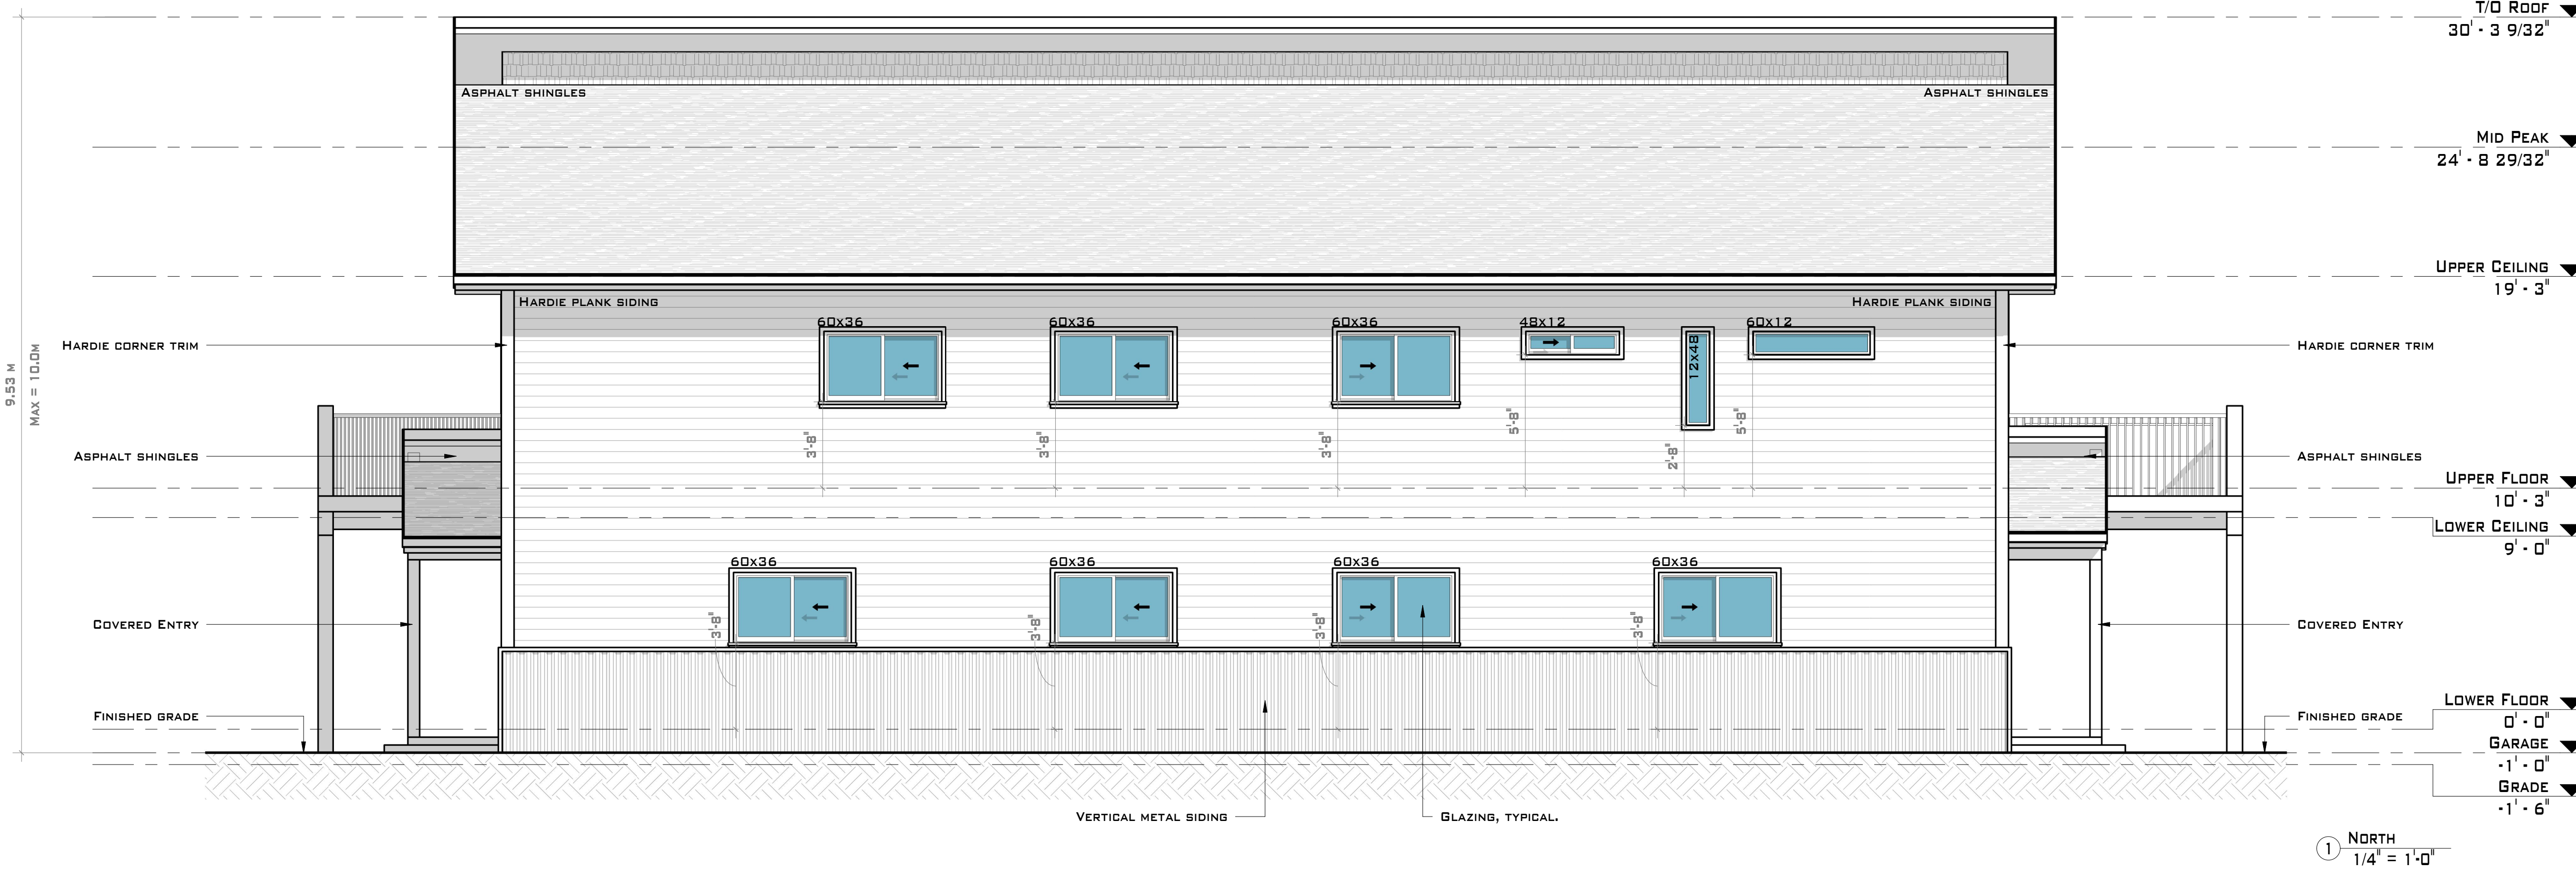 T/O Roof
30' - 3 9/32"
Asphalt shingles
Asphalt shingles
Mid Peak
24' - 8 29/32"
Upper Ceiling
19' - 3"
Hardie plank siding
Hardie plank siding
60x36
60x36
60x36
48x12
12x48
60x12
Hardie corner trim
Hardie corner trim
9.53 m
Max = 10.0m
3'-8"
3'-8"
3'-8"
5'-8"
2'-8"
5'-8"
Asphalt shingles
Asphalt shingles
Upper Floor
10' - 3"
Lower Ceiling
9' - 0"
60x36
60x36
60x36
60x36
3'-8"
3'-8"
3'-8"
3'-8"
Covered Entry
Covered Entry
Lower Floor
0' - 0"
Finished grade
Finished grade
Garage
-1' - 0"
Grade
-1' - 6"
Vertical metal siding
Glazing, typical.
1
North
1/4" = 1'-0"